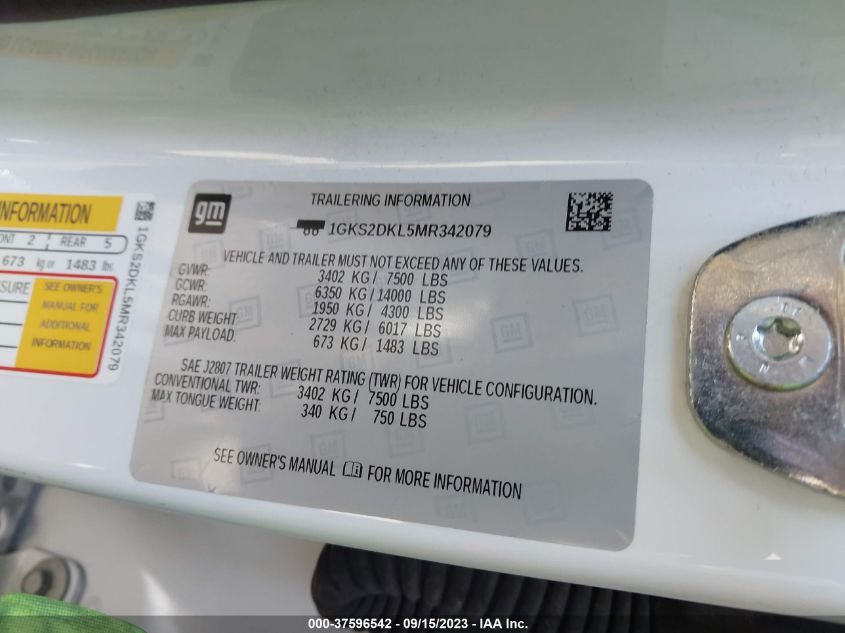 INFORMATION
ONT 2 REAR 5
673 kg or 1483 lbs.
SURE
SEE OWNER'S
MANUAL FOR
ADDITIONAL
INFORMATION
1GKS2DKL5MR342079
gm
TRAILERING INFORMATION
1GKS2DKL5MR342079
VEHICLE AND TRAILER MUST NOT EXCEED ANY OF THESE VALUES.
GVWR: 3402 KG / 7500 LBS
GCWR: 6350 KG / 14000 LBS
RGAWR: 1950 KG / 4300 LBS
CURB WEIGHT: 2729 KG / 6017 LBS
MAX PAYLOAD: 673 KG / 1483 LBS
SAE J2807 TRAILER WEIGHT RATING (TWR) FOR VEHICLE CONFIGURATION.
CONVENTIONAL TWR: 3402 KG / 7500 LBS
MAX TONGUE WEIGHT: 340 KG / 750 LBS
SEE OWNER'S MANUAL FOR MORE INFORMATION
000-37596542 - 09/15/2023 - IAA Inc.